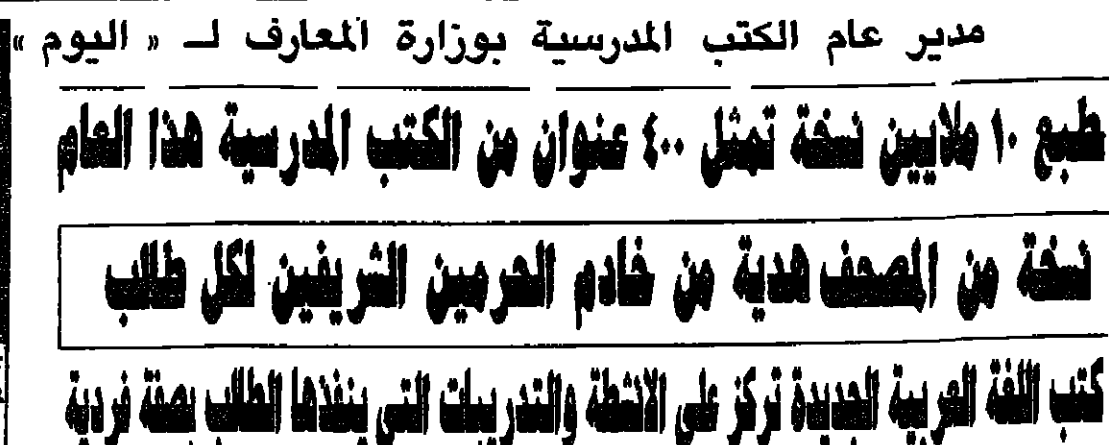 مدير عام الكتب المدرسية بوزارة المعارف لـ « اليوم »
طبع ١٠ ملايين نسخة تمثل ٤٠٠ عنوان من الكتب المدرسية هذا العام
نسخة من المصحف هدية من خادم الحرمين الشريفين لكل طالب
كتب اللغة العربية الجديدة تركز على الانشطة والتدريبات التي ينفذها الطالب بصفة فردية